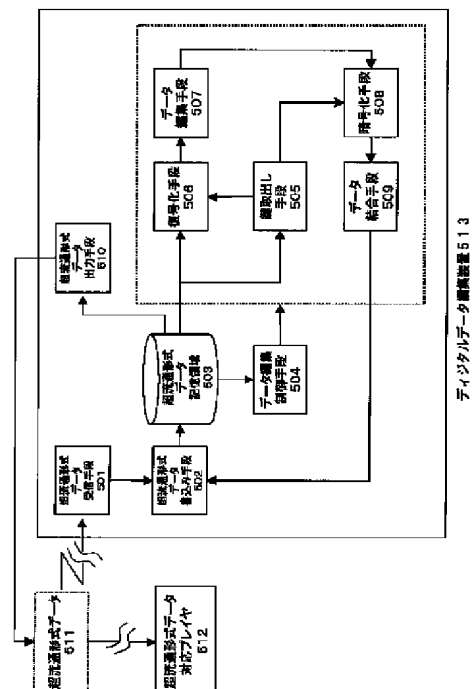 超流通形式データ
511
超流通形式データ
対応プレイヤ
512
超流通形式
データ
受信手段
501
超流通形式
データ
書込み手段
502
超流通形式
データ
記憶領域
503
超流通形式
データ
出力手段
510
データ編集
制御手段
504
復号化手段
506
鍵取出し
手段
505
データ
編集手段
507
暗号化手段
508
データ
結合手段
509
ディジタルデータ編集装置513